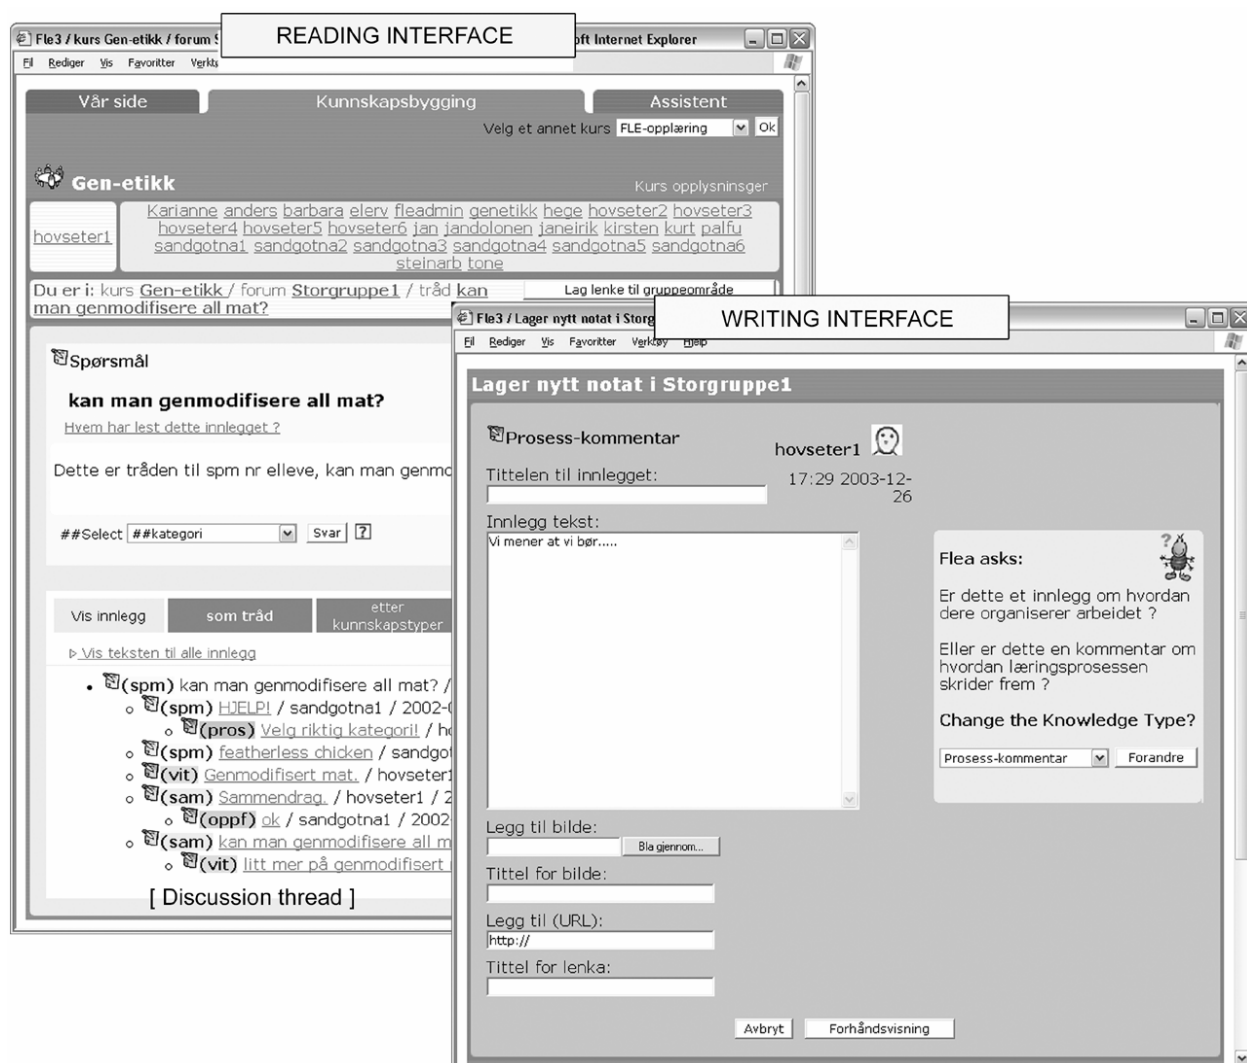 READING INTERFACE
Fle3 / kurs Gen-etikk / forum
oft Internet Explorer
Fil Rediger Vis Favoritter
Vår side Kunnskapsbygging Assistent
Velg et annet kurs FLE-opplæring Ok
Gen-etikk Kurs opplysninsger
hovseter1
Karianne anders barbara elerv fleadmin genetikk hege hovseter2 hovseter3
hovseter4 hovseter5 hovseter6 jan jandolonen janeirik kirsten kurt palfu
sandgotna1 sandgotna2 sandgotna3 sandgotna4 sandgotna5 sandgotna6
steinarb tone
Du er i: kurs Gen-etikk / forum Storgruppe1 / tråd kan
man genmodifisere all mat?
Lag lenke til gruppeområde
Spørsmål
kan man genmodifisere all mat?
Hvem har lest dette innlegget ?
Dette er tråden til spm nr elleve, kan man genmo
##Select ##kategori Svar ?
Vis innlegg som tråd etter
kunnskapstyper
Vis teksten til alle innlegg
(spm) kan man genmodifisere all mat? /
(spm) HJELP! / sandgotna1 / 2002-
(pros) Velg riktig kategori! / h
(spm) featherless chicken / sandgo
(vit) Genmodifisert mat. / hovseter1
(sam) Sammendrag. / hovseter1 / 2
(oppf) ok / sandgotna1 / 2002-
(sam) kan man genmodifisere all m
(vit) litt mer på genmodifisert
[ Discussion thread ]
WRITING INTERFACE
Fle3 / Lager nytt notat i Storg
Fil Rediger Vis Favoritter Verktøy Hjelp
Lager nytt notat i Storgruppe1
Prosess-kommentar
hovseter1
17:29 2003-12-
26
Tittelen til innlegget:
Innlegg tekst:
Vi mener at vi bør.....
Flea asks:
Er dette et innlegg om hvordan
dere organiserer arbeidet ?
Eller er dette en kommentar om
hvordan læringsprosessen
skrider frem ?
Change the Knowledge Type?
Prosess-kommentar Forandre
Legg til bilde:
Bla gjennom...
Tittel for bilde:
Legg til (URL):
http://
Tittel for lenka:
Avbryt Forhåndsvisning